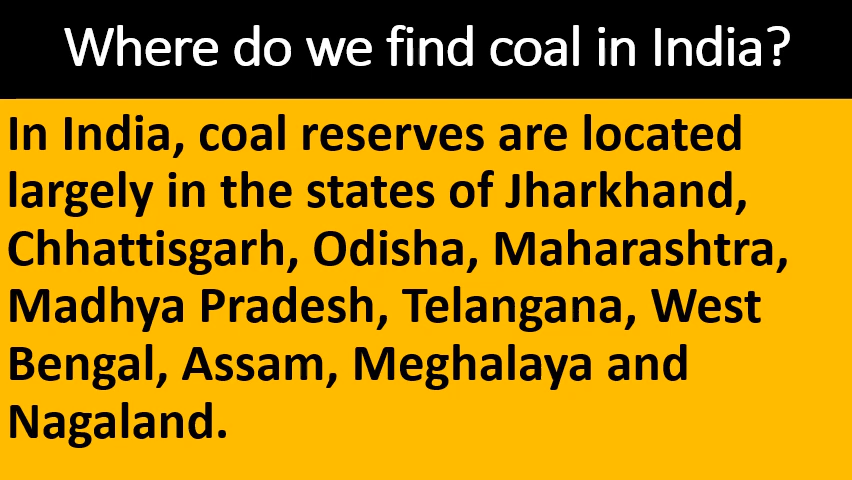 Where do we find coal in India?
In India, coal reserves are located
largely in the states of Jharkhand,
Chhattisgarh, Odisha, Maharashtra,
Madhya Pradesh, Telangana, West
Bengal, Assam, Meghalaya and
Nagaland.